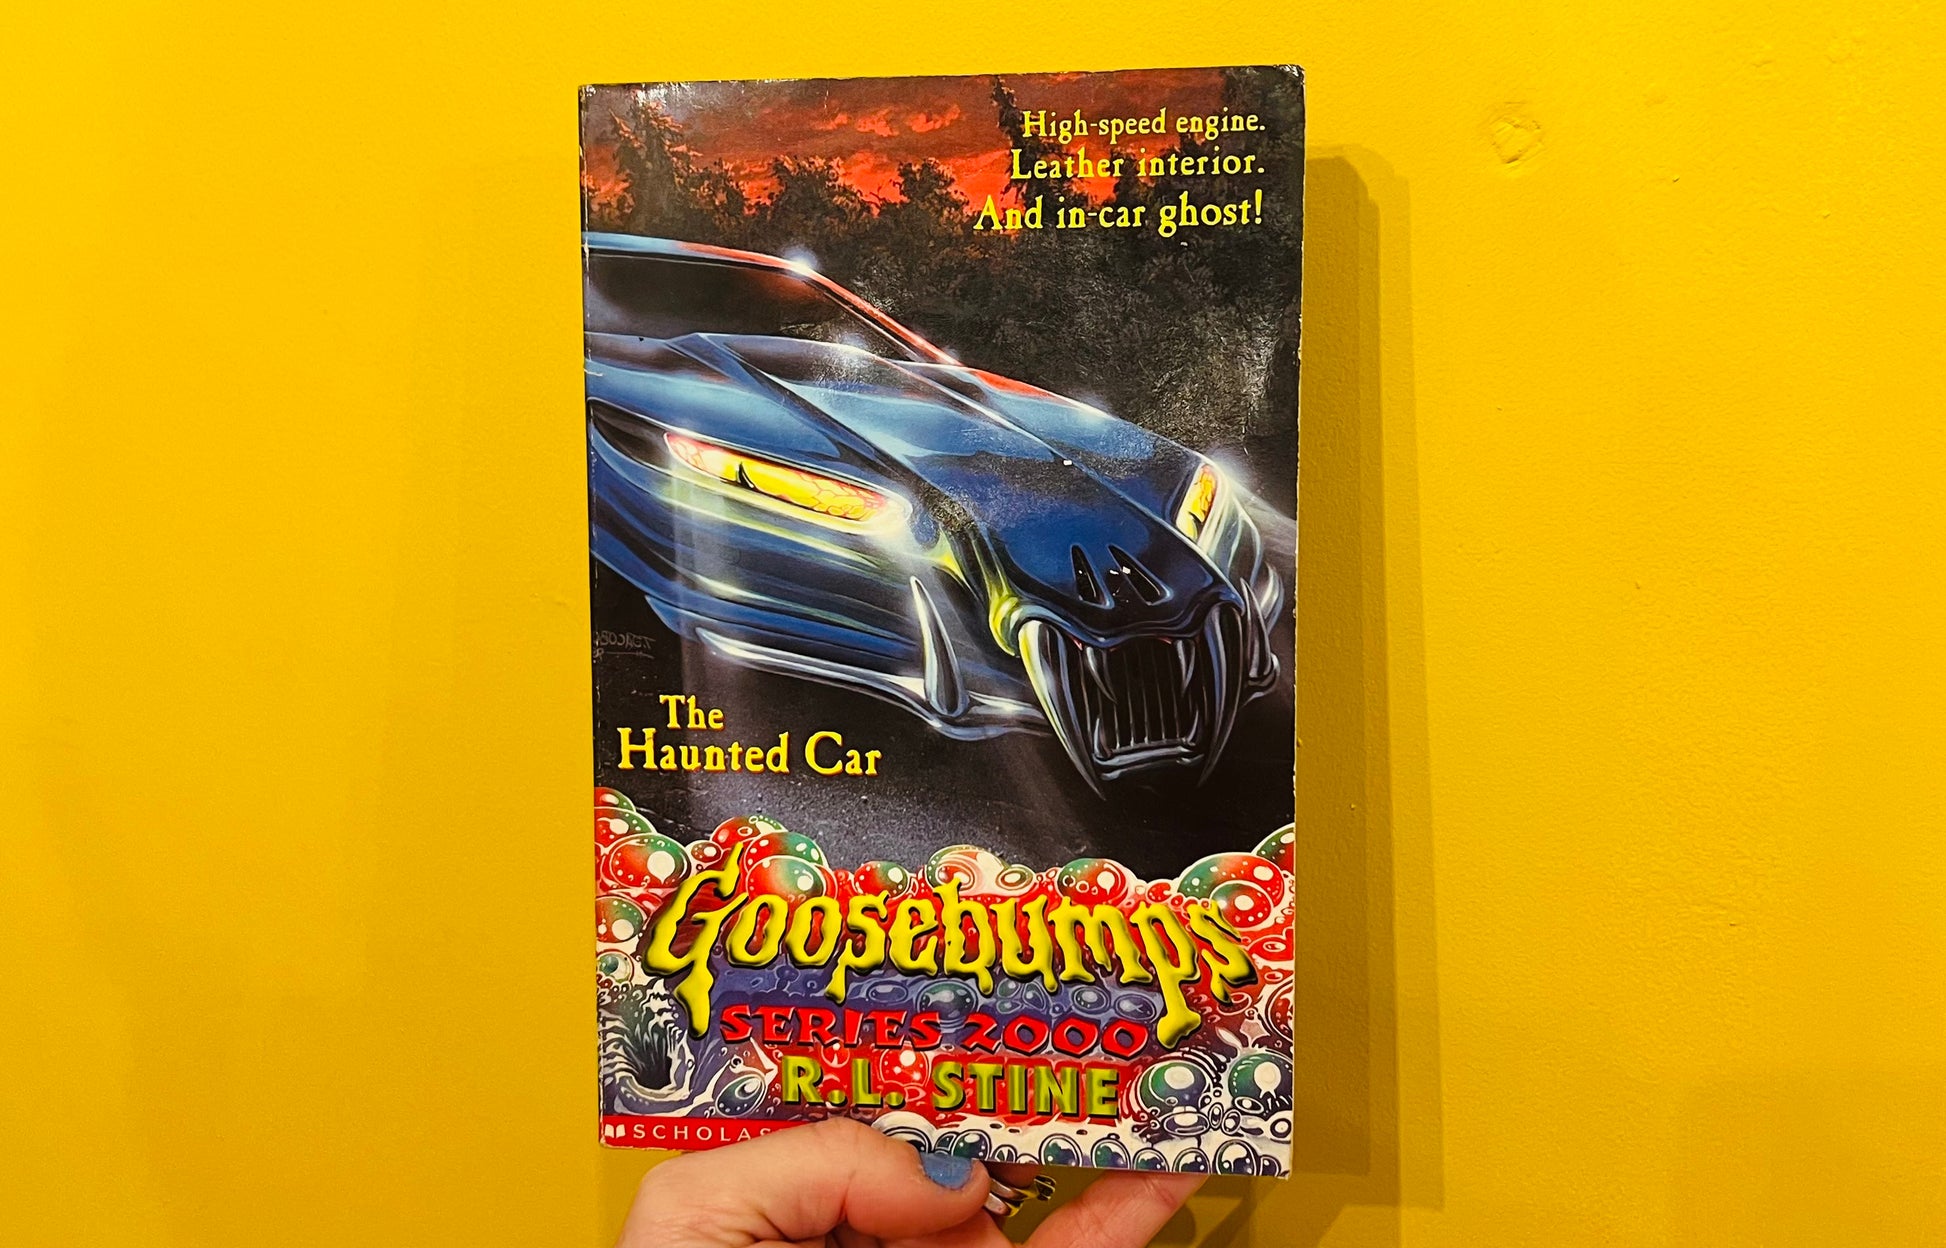 High-speed engine.
Leather interior.
And in-car ghost!
The
Haunted Car
Goosebumps
SERIES 2000
R.L. STINE